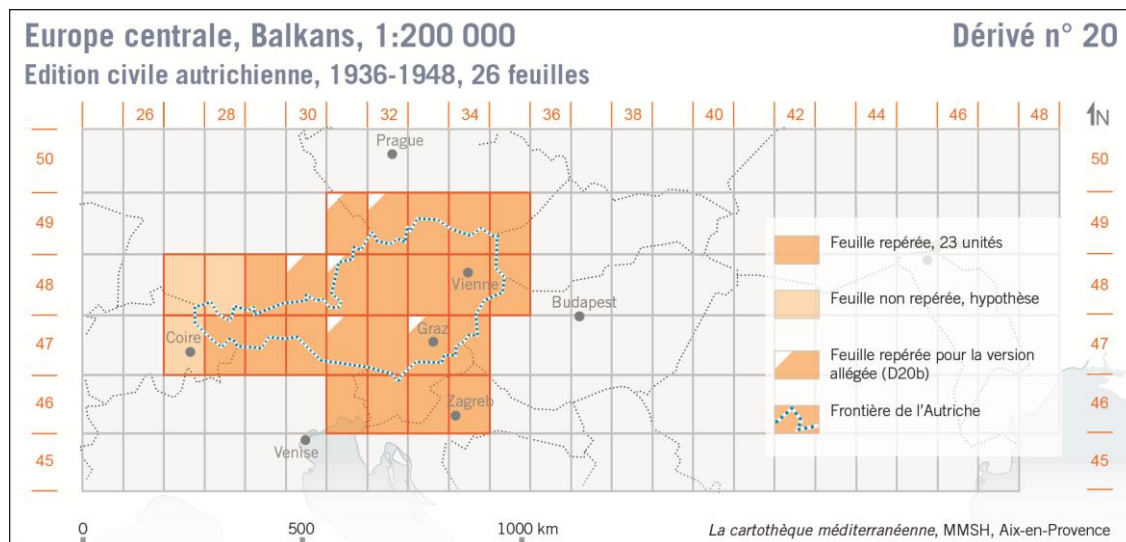 Europe centrale, Balkans, 1:200 000
Dérivé n° 20
Edition civile autrichienne, 1936-1948, 26 feuilles
26 28 30 32 34 36 38 40 42 44 46 48
N
50 Prague 50
49 49
Feuille repérée, 23 unités
48 Vienne 48
Budapest
Feuille non repérée, hypothèse
47 Coire Graz 47
Feuille repérée pour la version
allégée (D20b)
46 Zagreb 46
Frontière de l'Autriche
45 Venise 45
0 500 1000 km
La cartothèque méditerranéenne, MMSH, Aix-en-Provence